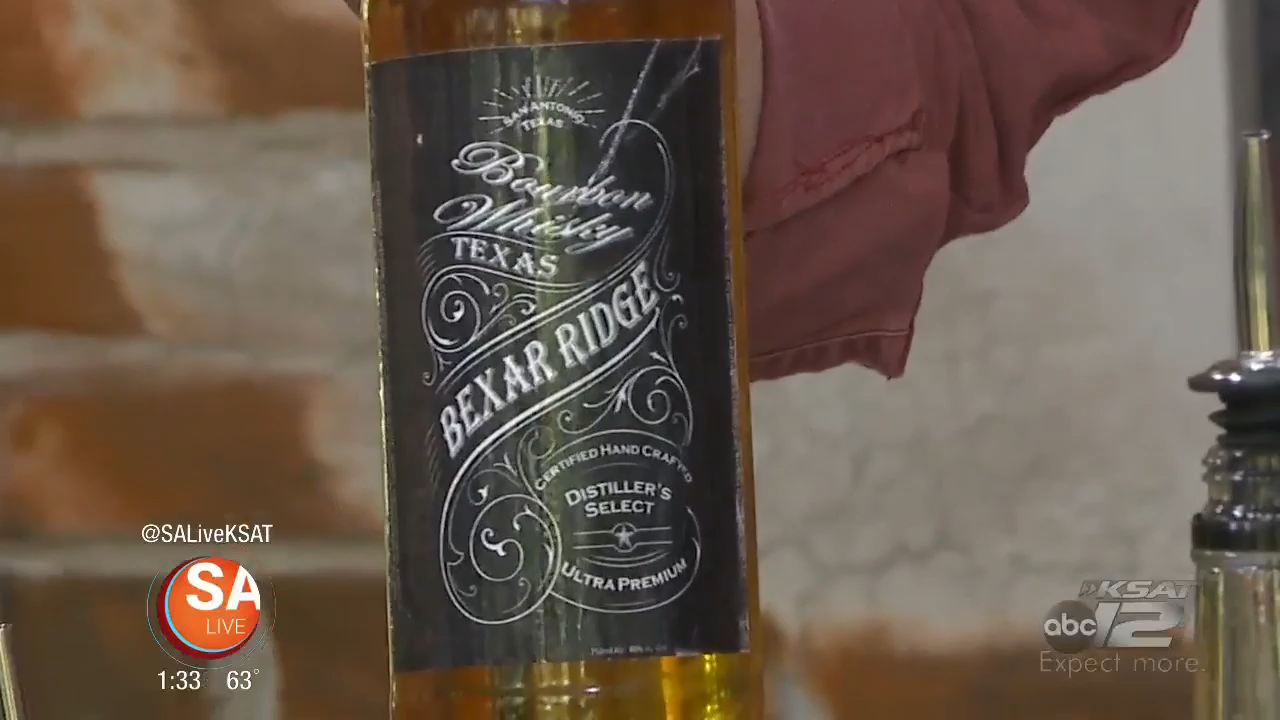 SAN ANTONIO
TEXAS
Bourbon
Whisky
TEXAS
BEXAR RIDGE
CERTIFIED HAND CRAFTED
DISTILLER'S
SELECT
ULTRA PREMIUM
@SALiveKSAT
SA
LIVE
1:33 63°
KSAT
abc 12
Expect more.